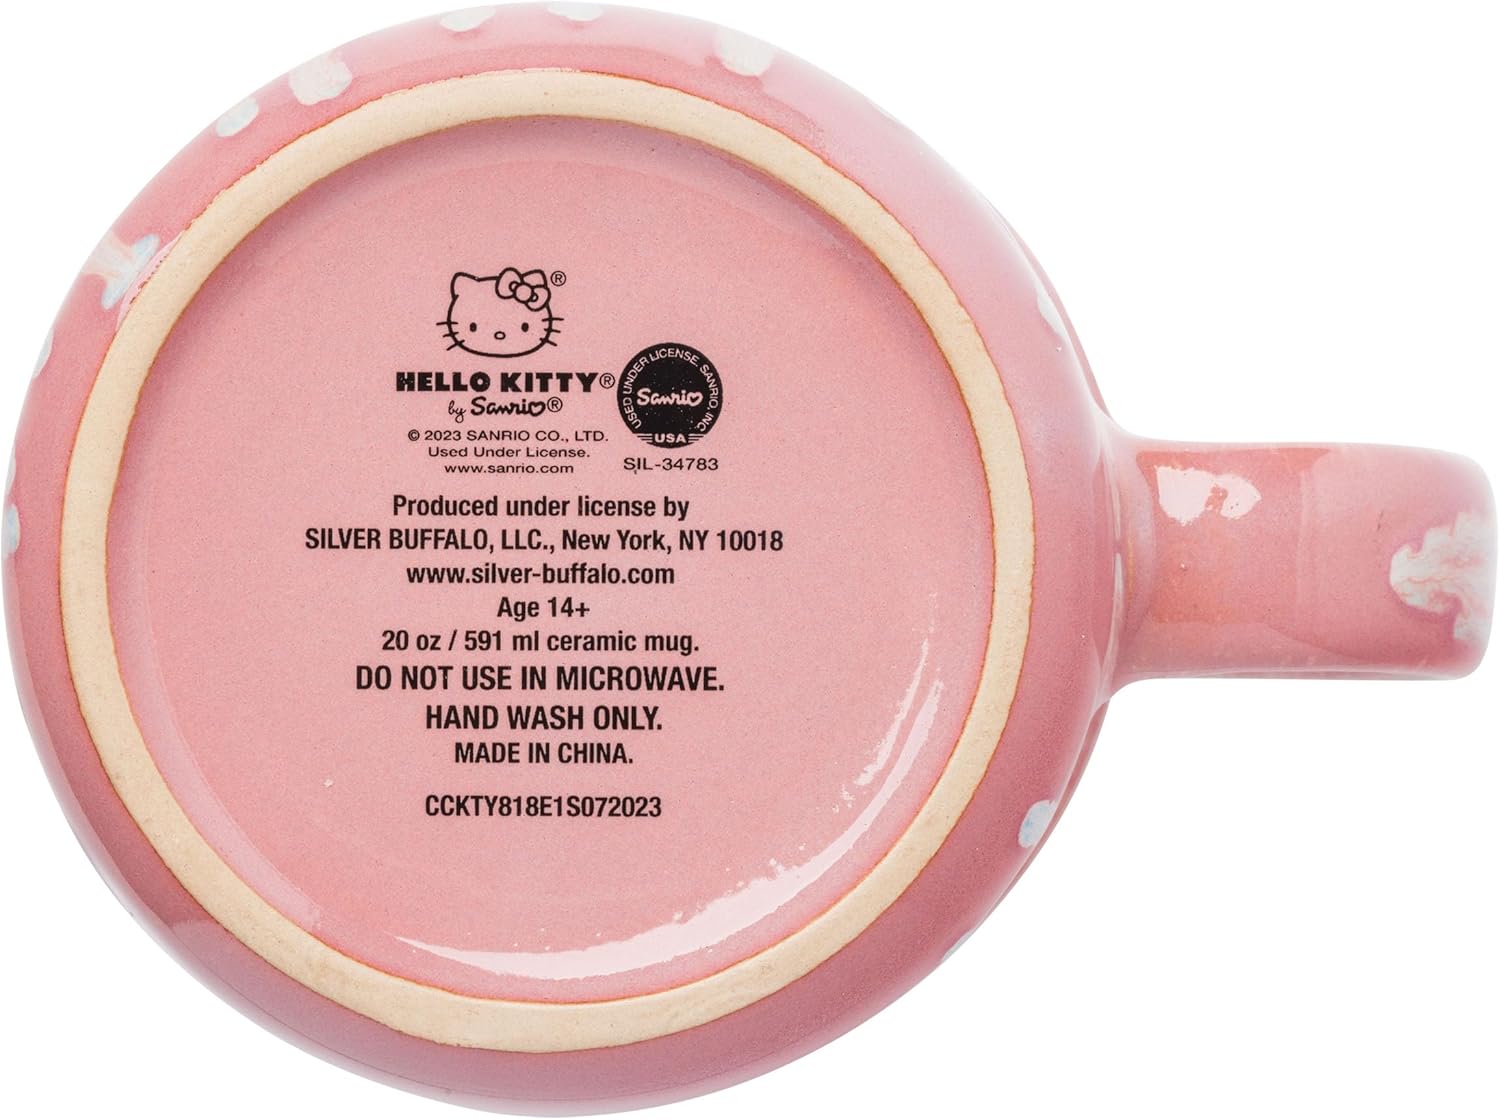 ®
HELLO KITTY®
by Sanrio®
© 2023 SANRIO CO., LTD.
Used Under License.
www.sanrio.com
USED UNDER LICENSE. SANRIO, INC.
Sanrio
USA
SIL-34783
Produced under license by
SILVER BUFFALO, LLC., New York, NY 10018
www.silver-buffalo.com
Age 14+
20 oz / 591 ml ceramic mug.
DO NOT USE IN MICROWAVE.
HAND WASH ONLY.
MADE IN CHINA.
CCKTY818E1S072023